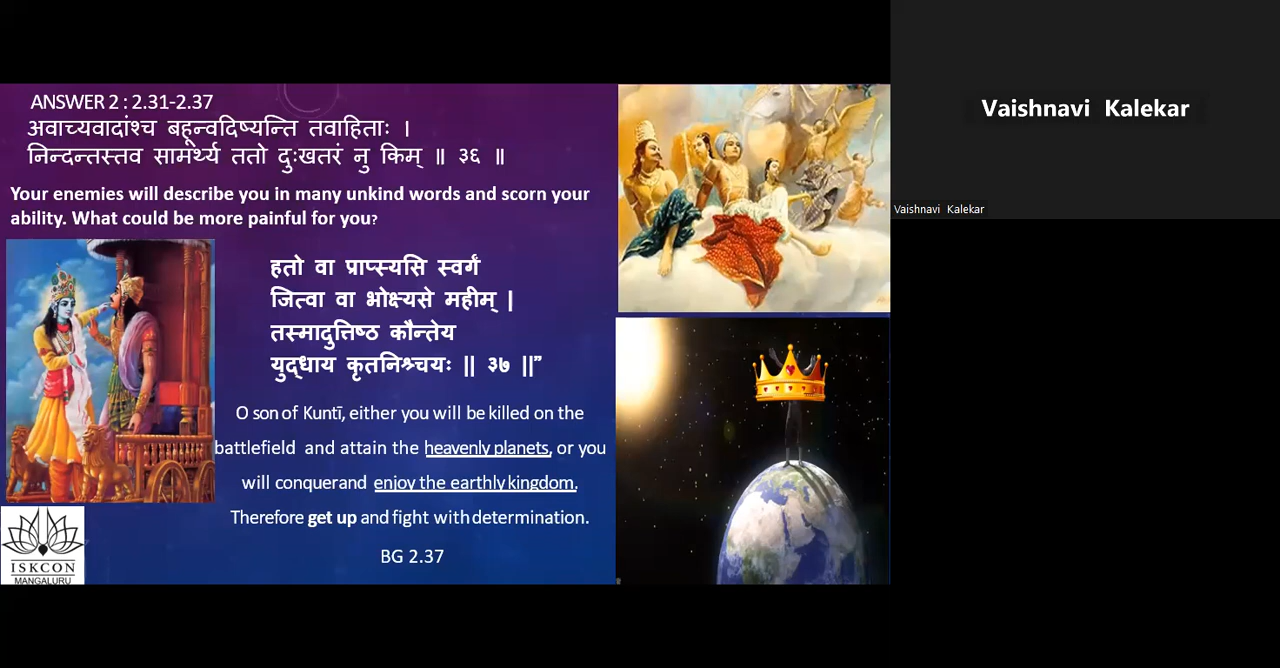 ANSWER 2 : 2.31-2.37
अवाच्यवादांश्च बहून्वदिष्यन्ति तवाहिताः ।
निन्दन्तस्तव सामर्थ्यं ततो दुःखतरं नु किम् ॥ ३६ ॥
Your enemies will describe you in many unkind words and scorn your
ability. What could be more painful for you?
हतो वा प्राप्स्यसि स्वर्गं
जित्वा वा भोक्ष्यसे महीम् |
तस्मादुत्तिष्ठ कौन्तेय
युद्धाय कृतनिश्र्चयः || ३७ ||”
O son of Kuntī, either you will be killed on the
battlefield and attain the heavenly planets, or you
will conquerand enjoy the earthly kingdom.
Therefore get up and fight with determination.
BG 2.37
ISKCON
MANGALURU
Vaishnavi Kalekar
Vaishnavi Kalekar